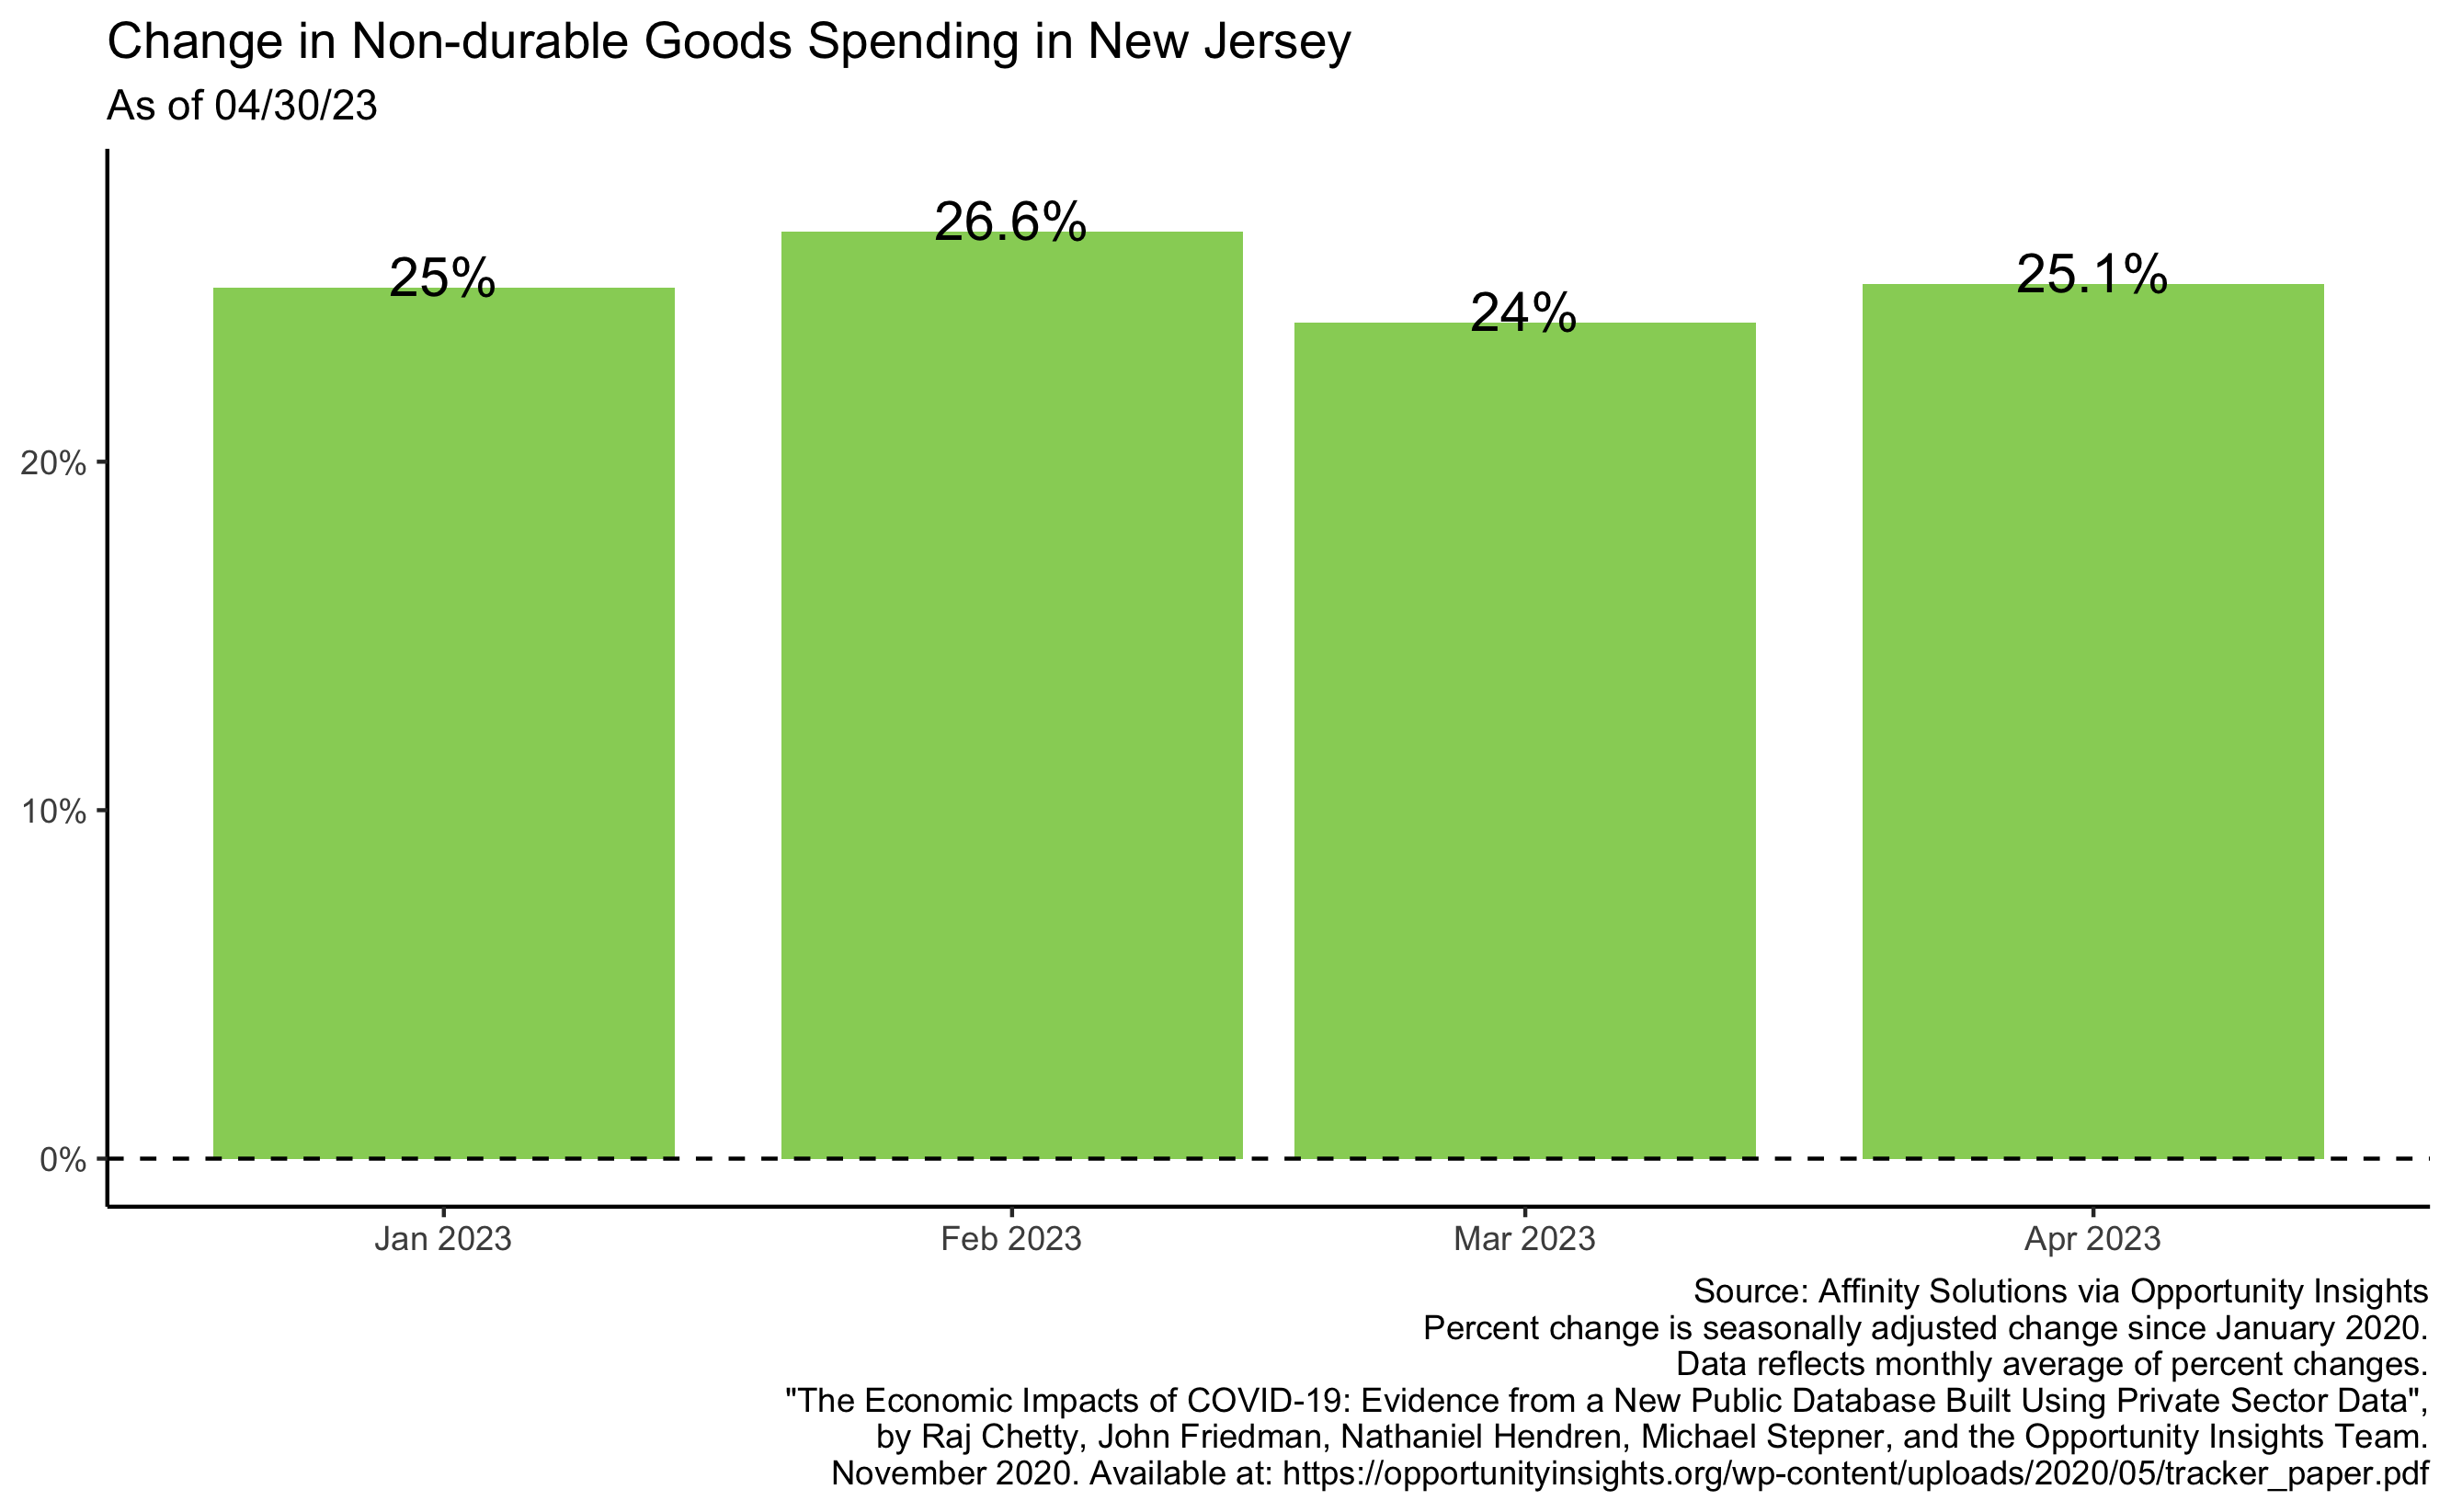 Change in Non-durable Goods Spending in New Jersey
As of 04/30/23
25%
26.6%
24%
25.1%
20%
10%
0%
Jan 2023
Feb 2023
Mar 2023
Apr 2023
Source: Affinity Solutions via Opportunity Insights
Percent change is seasonally adjusted change since January 2020.
Data reflects monthly average of percent changes.
"The Economic Impacts of COVID-19: Evidence from a New Public Database Built Using Private Sector Data",
by Raj Chetty, John Friedman, Nathaniel Hendren, Michael Stepner, and the Opportunity Insights Team.
November 2020. Available at: https://opportunityinsights.org/wp-content/uploads/2020/05/tracker_paper.pdf